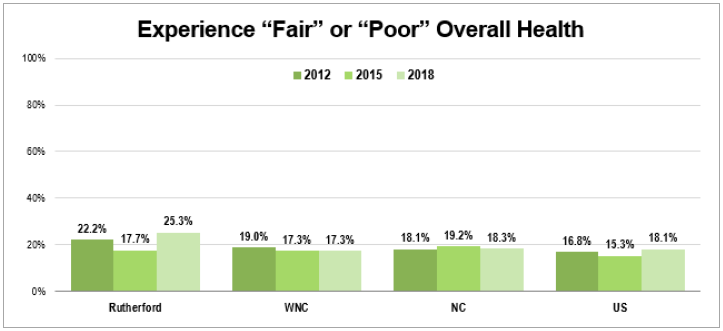 Experience “Fair” or “Poor” Overall Health
100%
2012 2015 2018
80%
60%
40%
22.2% 17.7% 25.3% 19.0% 17.3% 17.3% 18.1% 19.2% 18.3% 16.8% 15.3% 18.1%
20%
0%
Rutherford WNC NC US